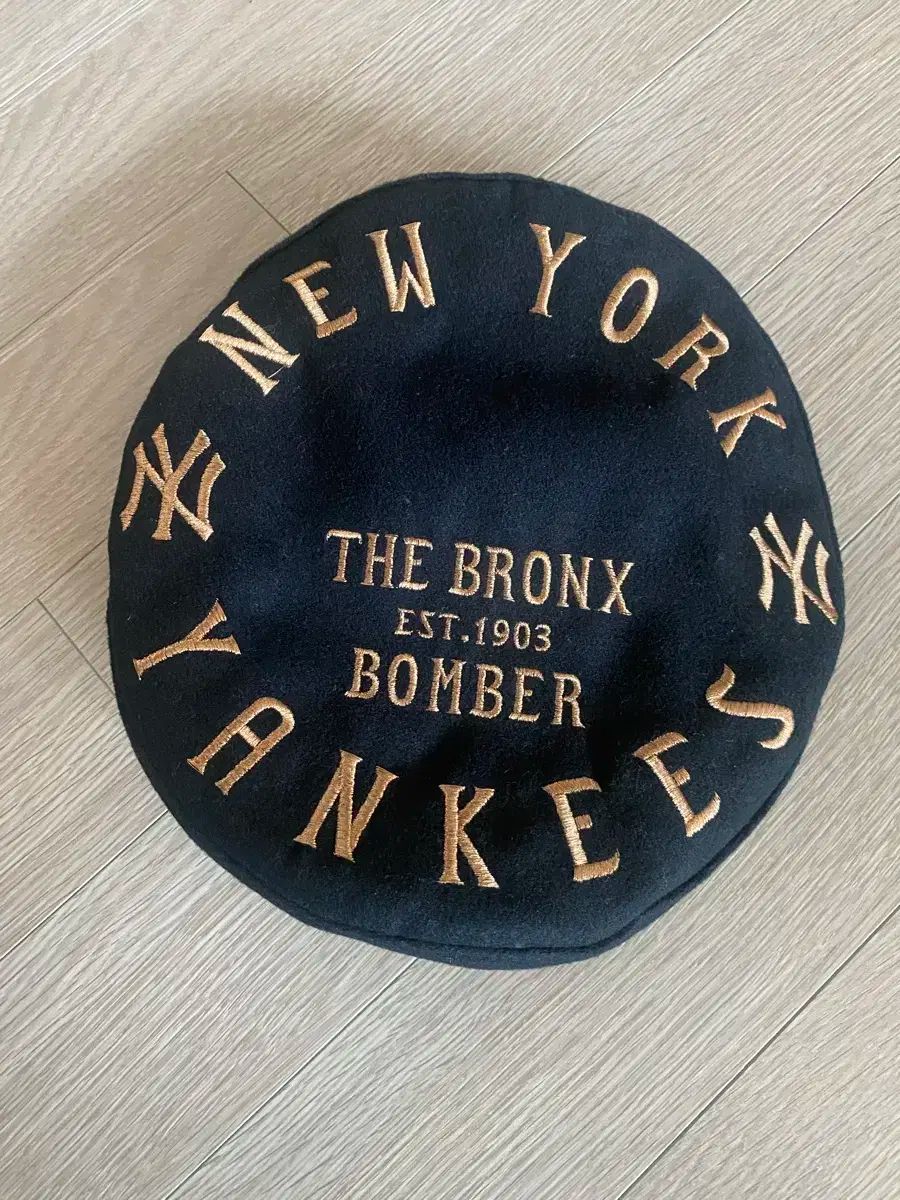 NEW YORK
NY
NY
THE BRONX
EST.1903
BOMBER
YANKEES